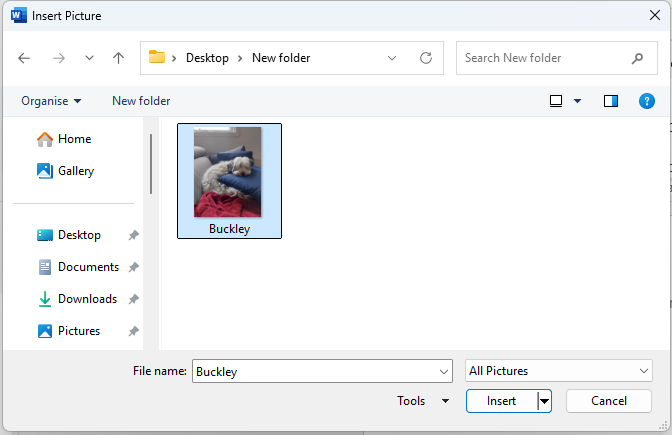 Insert Picture
Desktop New folder
Search New folder
Organise New folder
Home
Gallery
Desktop
Documents
Downloads
Pictures
Buckley
File name: Buckley
All Pictures
Tools Insert Cancel